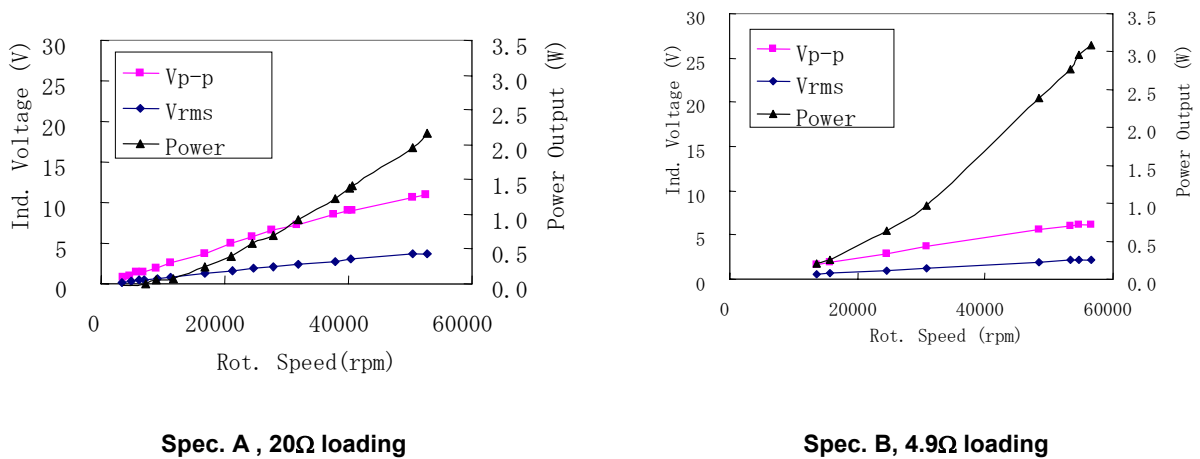 30
25
20
15
10
5
0
Ind. Voltage (V)
Vp-p
Vrms
Power
3.5
3.0
2.5
2.0
1.5
1.0
0.5
0.0
Power Output (W)
0 20000 40000 60000
Rot. Speed(rpm)
Spec. A , 20Ω loading
30
25
20
15
10
5
0
Ind. Voltage (V)
Vp-p
Vrms
Power
3.5
3.0
2.5
2.0
1.5
1.0
0.5
0.0
Power Output (W)
0 20000 40000 60000
Rot. Speed (rpm)
Spec. B, 4.9Ω loading